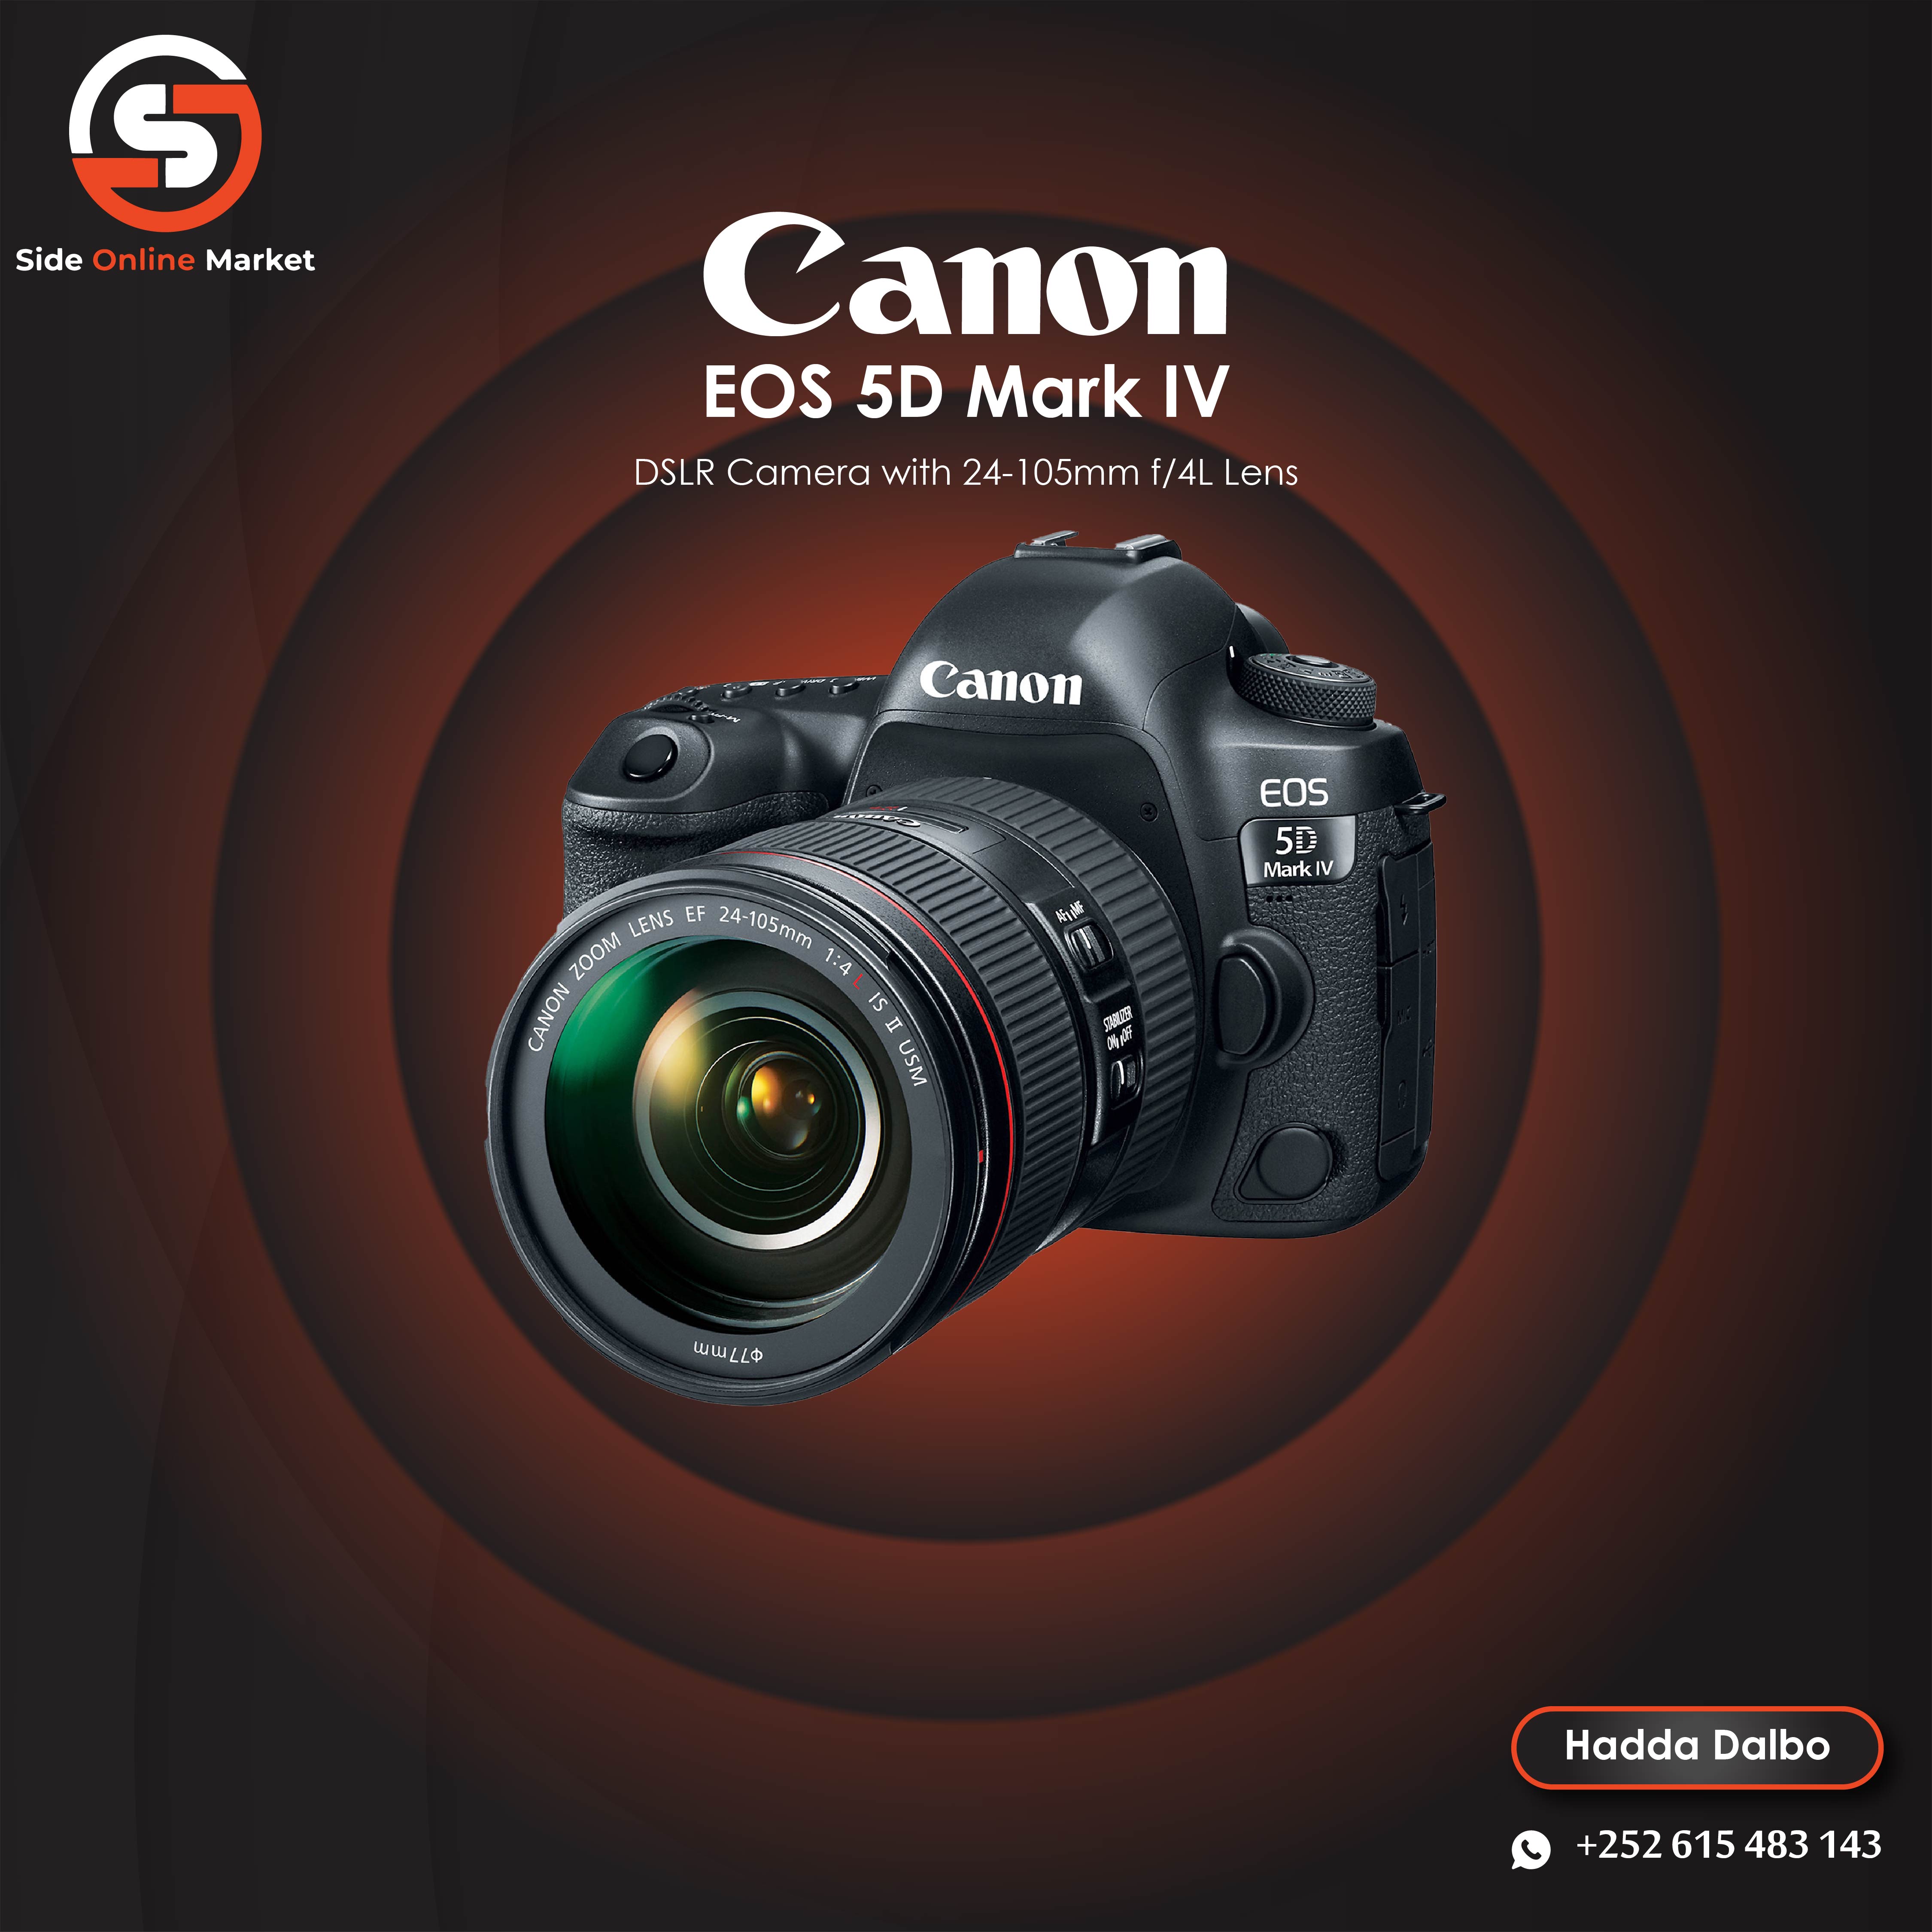 Side Online Market
Canon
EOS 5D Mark IV
DSLR Camera with 24-105mm f/4L Lens
Canon
EOS
5D
Mark IV
Canon
AF MF
STABILIZER
ON OFF
CANON ZOOM LENS EF 24-105mm 1:4 L IS II USM
Φ77mm
Hadda Dalbo
+252 615 483 143